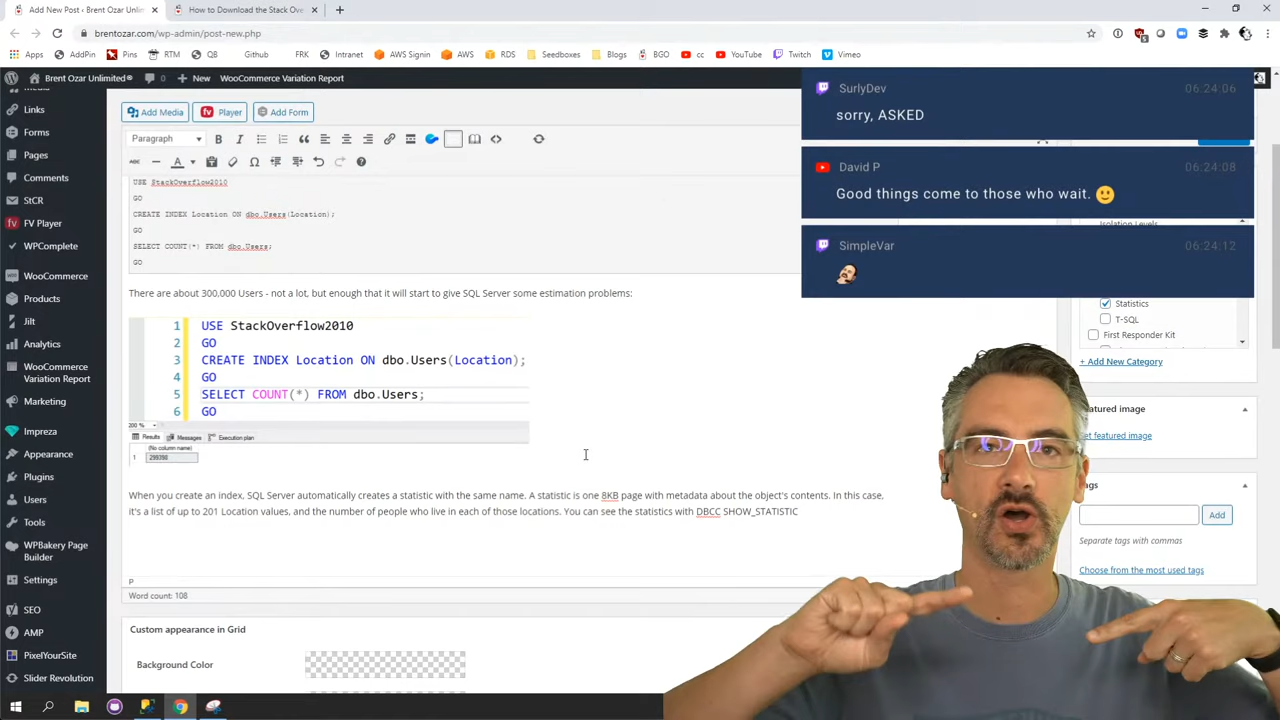 Add New Post ‹ Brent Ozar Unlimited
How to Download the Stack Ove
brentozar.com/wp-admin/post-new.php
Apps
AddPin
Pins
RTM
QB
Github
FRK
Intranet
AWS Signin
AWS
RDS
Seedboxes
Blogs
BGO
cc
YouTube
Twitch
Vimeo
Brent Ozar Unlimited®
0
New
WooCommerce Variation Report
Links
Forms
Pages
Comments
StCR
FV Player
WPComplete
WooCommerce
Products
Jilt
Analytics
WooCommerce
Variation Report
Marketing
Impreza
Appearance
Plugins
Users
Tools
WPBakery Page
Builder
Settings
SEO
AMP
PixelYourSite
Slider Revolution
Add Media
Player
Add Form
Paragraph
USE StackOverflow2010
GO
CREATE INDEX Location ON dbo.Users(Location);
GO
SELECT COUNT(*) FROM dbo.Users;
GO
There are about 300,000 Users - not a lot, but enough that it will start to give SQL Server some estimation problems:
1 USE StackOverflow2010
2 GO
3 CREATE INDEX Location ON dbo.Users(Location);
4 GO
5 SELECT COUNT(*) FROM dbo.Users;
6 GO
200 %
Results Messages Execution plan
(No column name)
1 299398
When you create an index, SQL Server automatically creates a statistic with the same name. A statistic is one 8KB page with metadata about the object's contents. In this case,
it's a list of up to 201 Location values, and the number of people who live in each of those locations. You can see the statistics with DBCC SHOW_STATISTIC
P
Word count: 108
Custom appearance in Grid
Background Color
SurlyDev 06:24:06
sorry, ASKED
David P 06:24:08
Good things come to those who wait. 🙂
SimpleVar 06:24:12
Isolation Levels
Statistics
T-SQL
First Responder Kit
+ Add New Category
Featured image
Set featured image
Tags
Add
Separate tags with commas
Choose from the most used tags